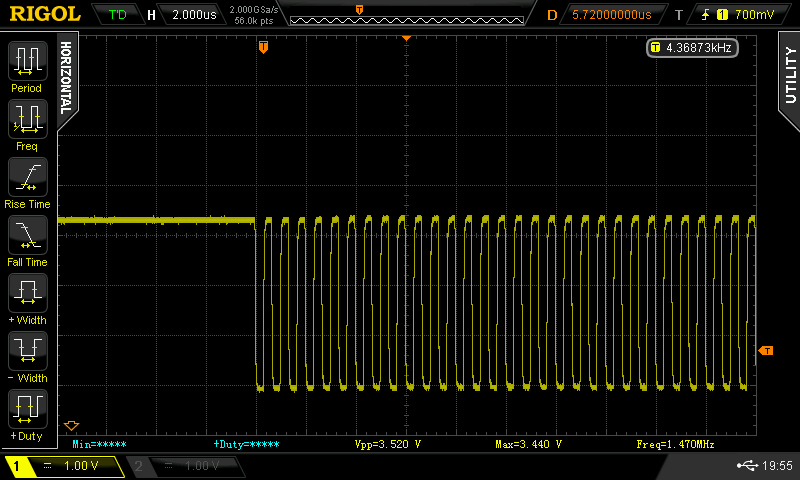 RIGOL T'D H 2.000us 2.000GSa/s 56.0k pts D 5.72000000us T 1 700mV
T 4.36873kHz
HORIZONTAL
UTILITY
Period
Freq
Rise Time
Fall Time
+Width
-Width
+Duty
T
T
Min=***** +Duty=***** Vpp=3.520 V Max=3.440 V Freq=1.470MHz
1 1.00 V 2 1.00 V 19:55